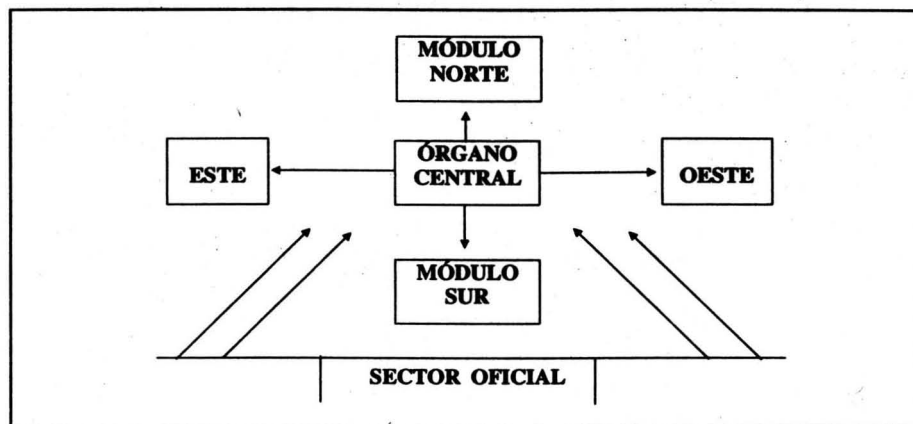 MÓDULO
NORTE
ESTE
ÓRGANO
CENTRAL
OESTE
MÓDULO
SUR
SECTOR OFICIAL